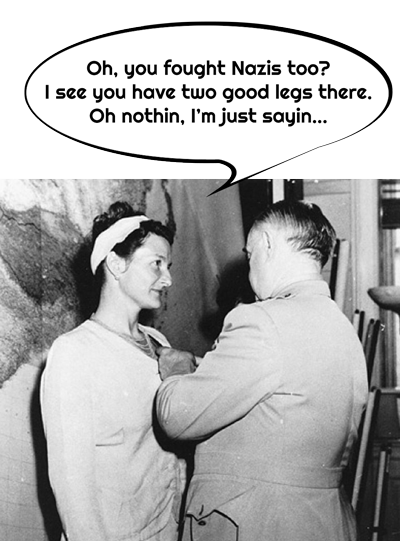 Oh, you fought Nazis too?
I see you have two good legs there.
Oh nothin, I'm just sayin...